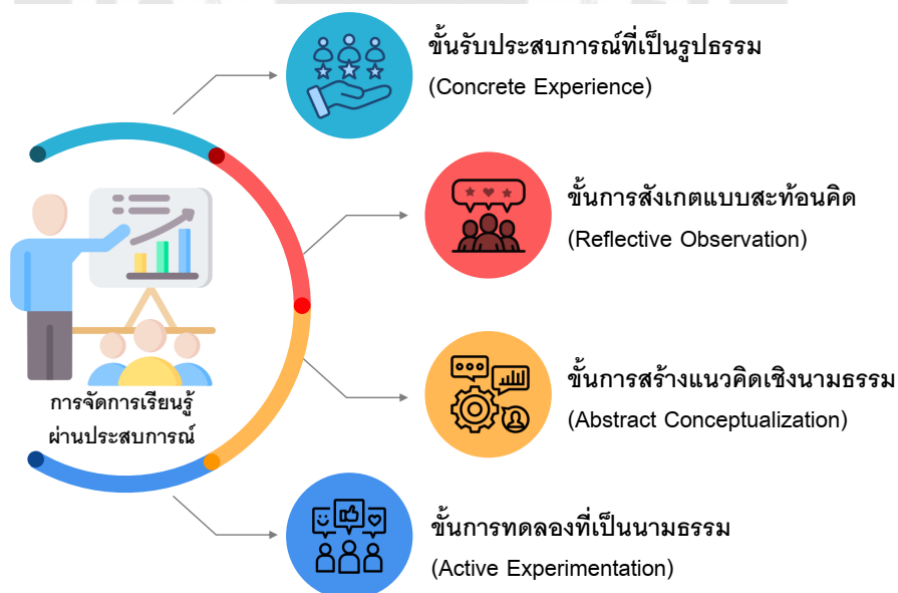 ขั้นรับประสบการณ์ที่เป็นรูปธรรม
(Concrete Experience)
ขั้นการสังเกตแบบสะท้อนคิด
(Reflective Observation)
การจัดการเรียนรู้
ผ่านประสบการณ์
ขั้นการสร้างแนวคิดเชิงนามธรรม
(Abstract Conceptualization)
ขั้นการทดลองที่เป็นนามธรรม
(Active Experimentation)